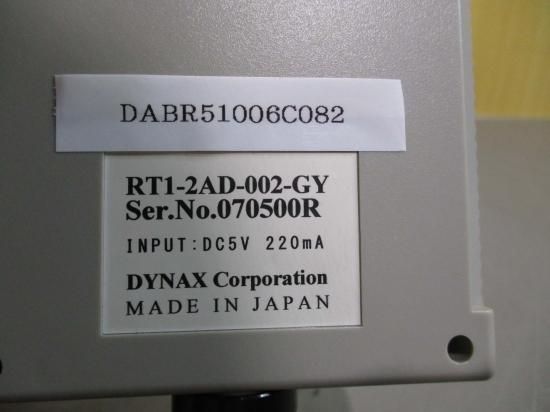 DABR51006C082
RT1-2AD-002-GY
Ser.No.070500R
INPUT:DC5V 220mA
DYNAX Corporation
MADE IN JAPAN